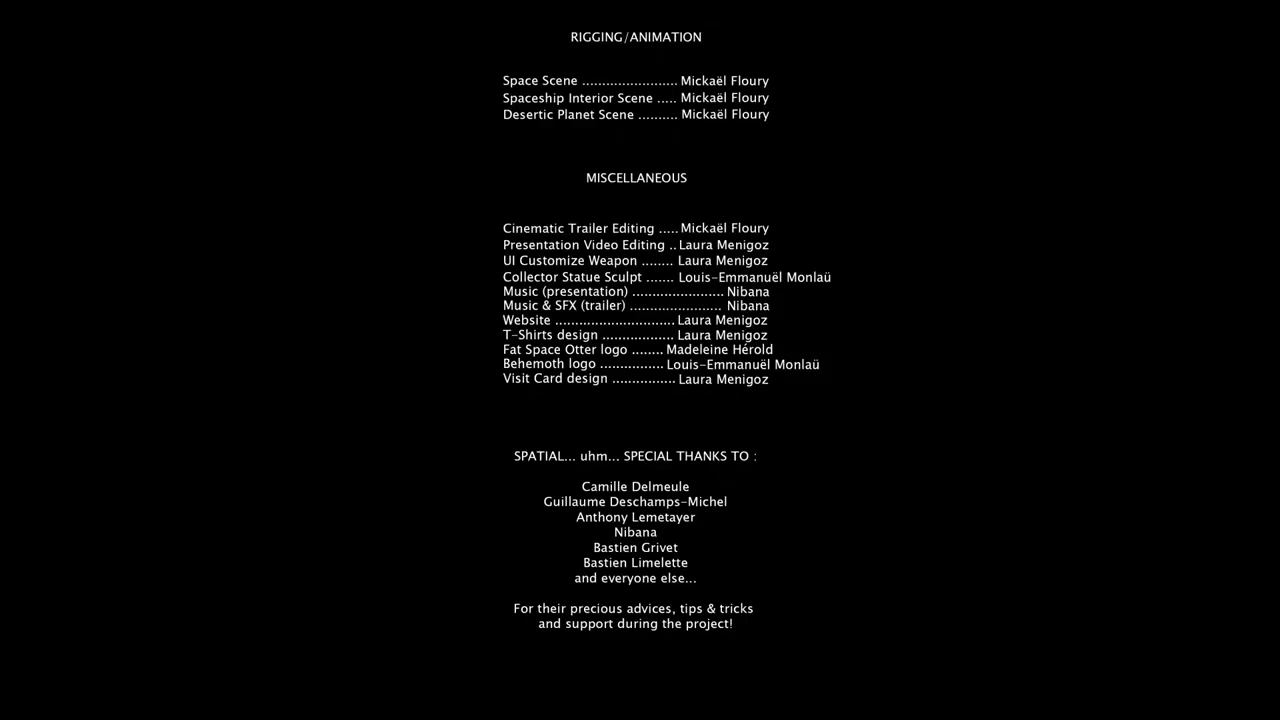 RIGGING/ANIMATION
Space Scene ........................ Mickaël Floury
Spaceship Interior Scene ..... Mickaël Floury
Desertic Planet Scene .......... Mickaël Floury
MISCELLANEOUS
Cinematic Trailer Editing ..... Mickaël Floury
Presentation Video Editing .. Laura Menigoz
UI Customize Weapon ........ Laura Menigoz
Collector Statue Sculpt ....... Louis-Emmanuël Monlaü
Music (presentation) ....................... Nibana
Music & SFX (trailer) ....................... Nibana
Website .............................. Laura Menigoz
T-Shirts design .................. Laura Menigoz
Fat Space Otter logo ........ Madeleine Hérold
Behemoth logo ................ Louis-Emmanuël Monlaü
Visit Card design ................ Laura Menigoz
SPATIAL... uhm... SPECIAL THANKS TO :
Camille Delmeule
Guillaume Deschamps-Michel
Anthony Lemetayer
Nibana
Bastien Grivet
Bastien Limelette
and everyone else...
For their precious advices, tips & tricks
and support during the project!